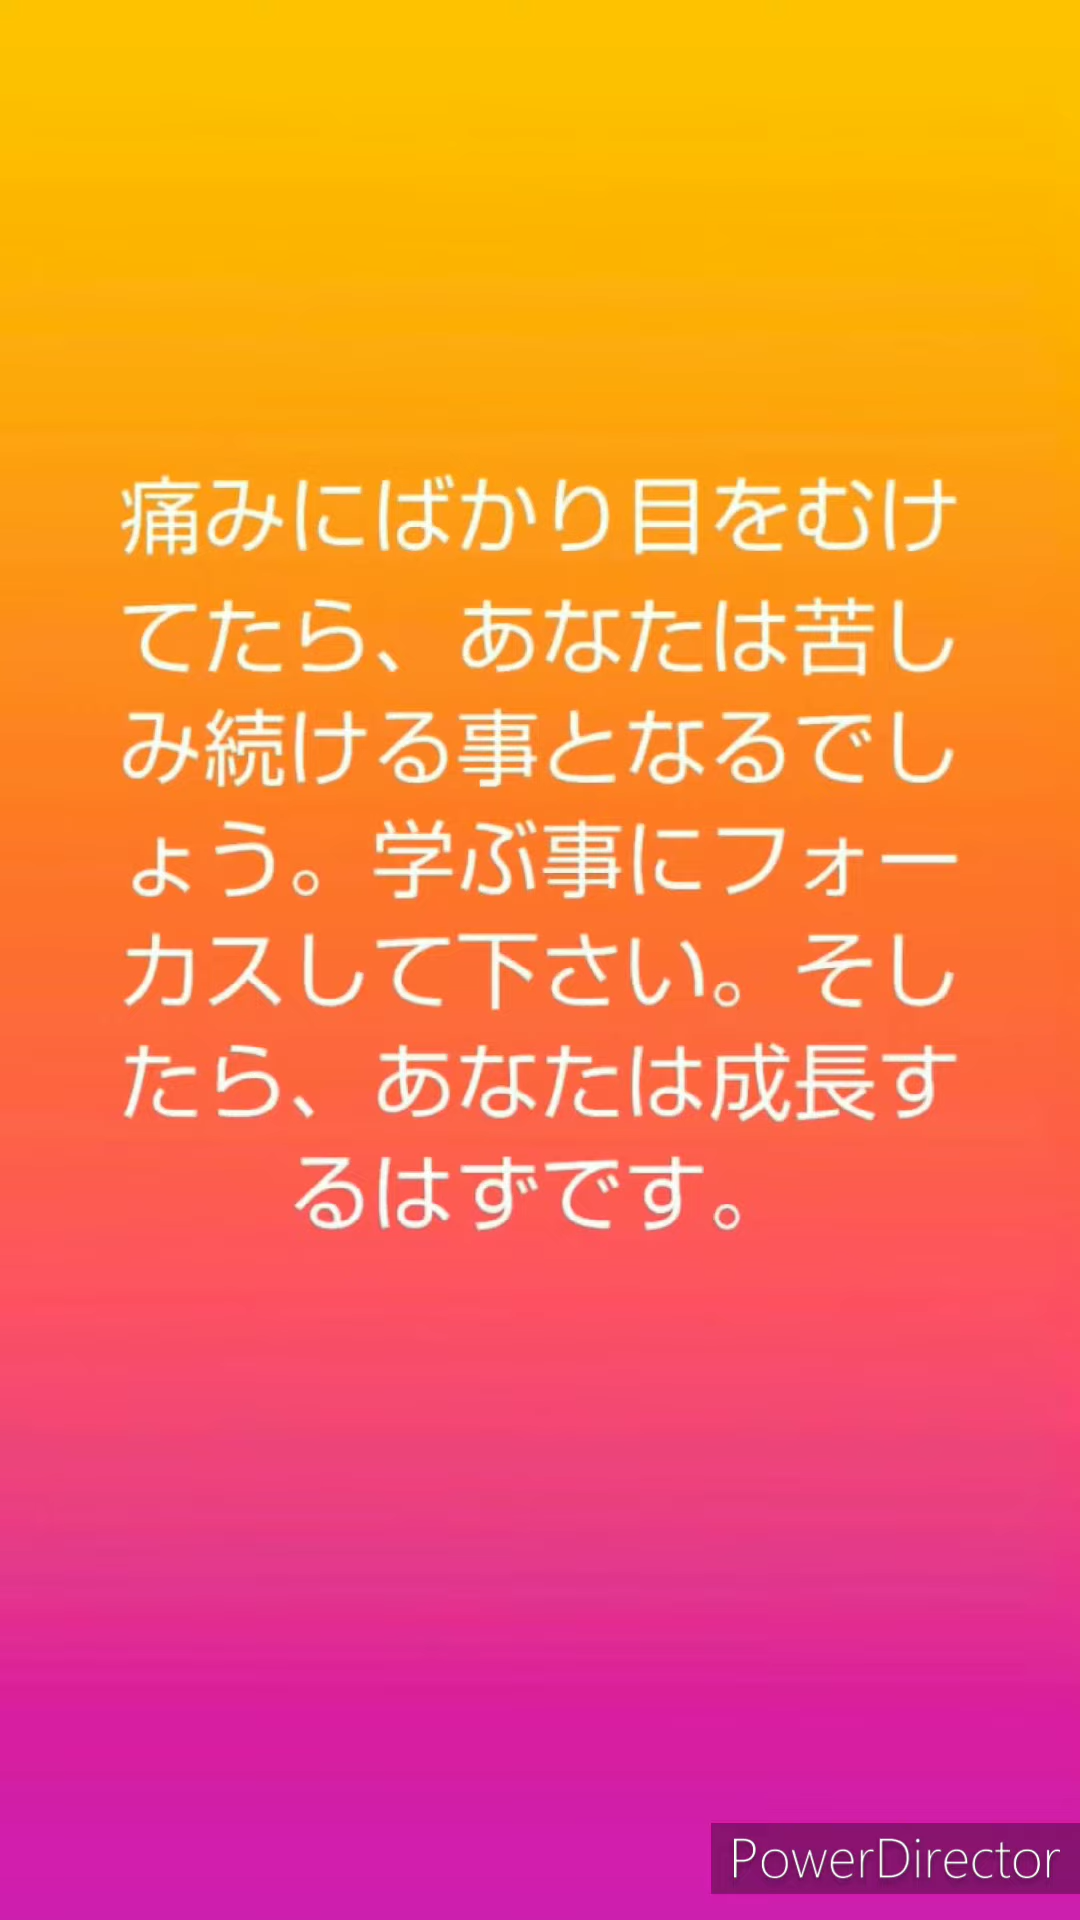 痛みにばかり目をむけ
てたら、あなたは苦し
み続ける事となるでし
ょう。学ぶ事にフォー
カスして下さい。そし
たら、あなたは成長す
るはずです。
PowerDirector